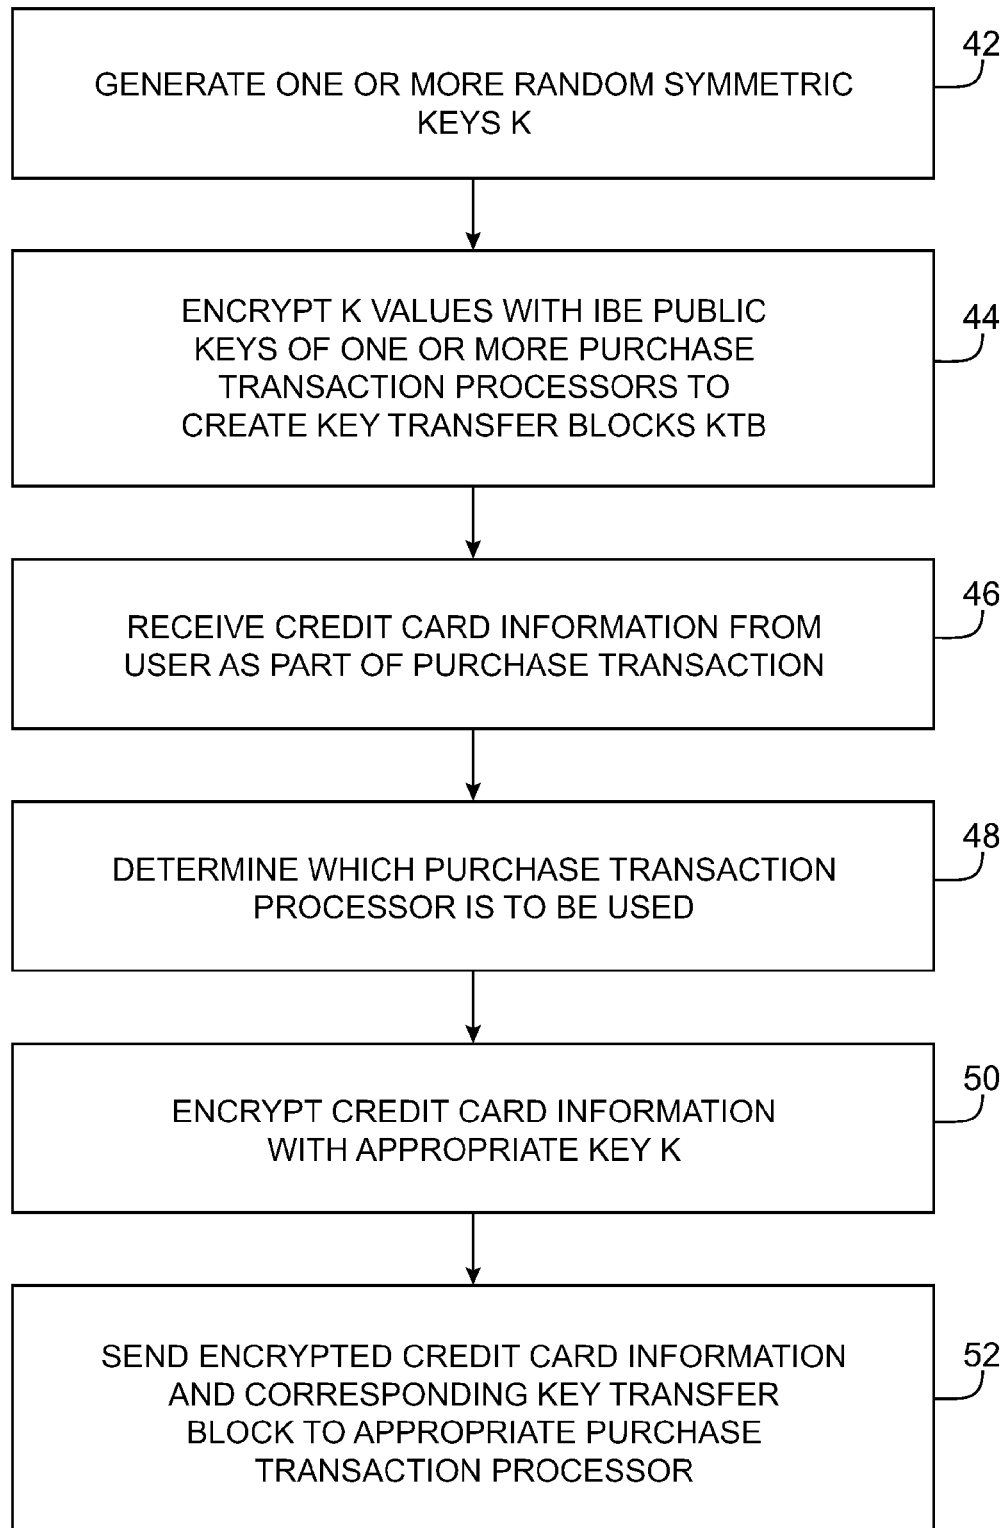 42
GENERATE ONE OR MORE RANDOM SYMMETRIC
KEYS K
44
ENCRYPT K VALUES WITH IBE PUBLIC
KEYS OF ONE OR MORE PURCHASE
TRANSACTION PROCESSORS TO
CREATE KEY TRANSFER BLOCKS KTB
46
RECEIVE CREDIT CARD INFORMATION FROM
USER AS PART OF PURCHASE TRANSACTION
48
DETERMINE WHICH PURCHASE TRANSACTION
PROCESSOR IS TO BE USED
50
ENCRYPT CREDIT CARD INFORMATION
WITH APPROPRIATE KEY K
52
SEND ENCRYPTED CREDIT CARD INFORMATION
AND CORRESPONDING KEY TRANSFER
BLOCK TO APPROPRIATE PURCHASE
TRANSACTION PROCESSOR